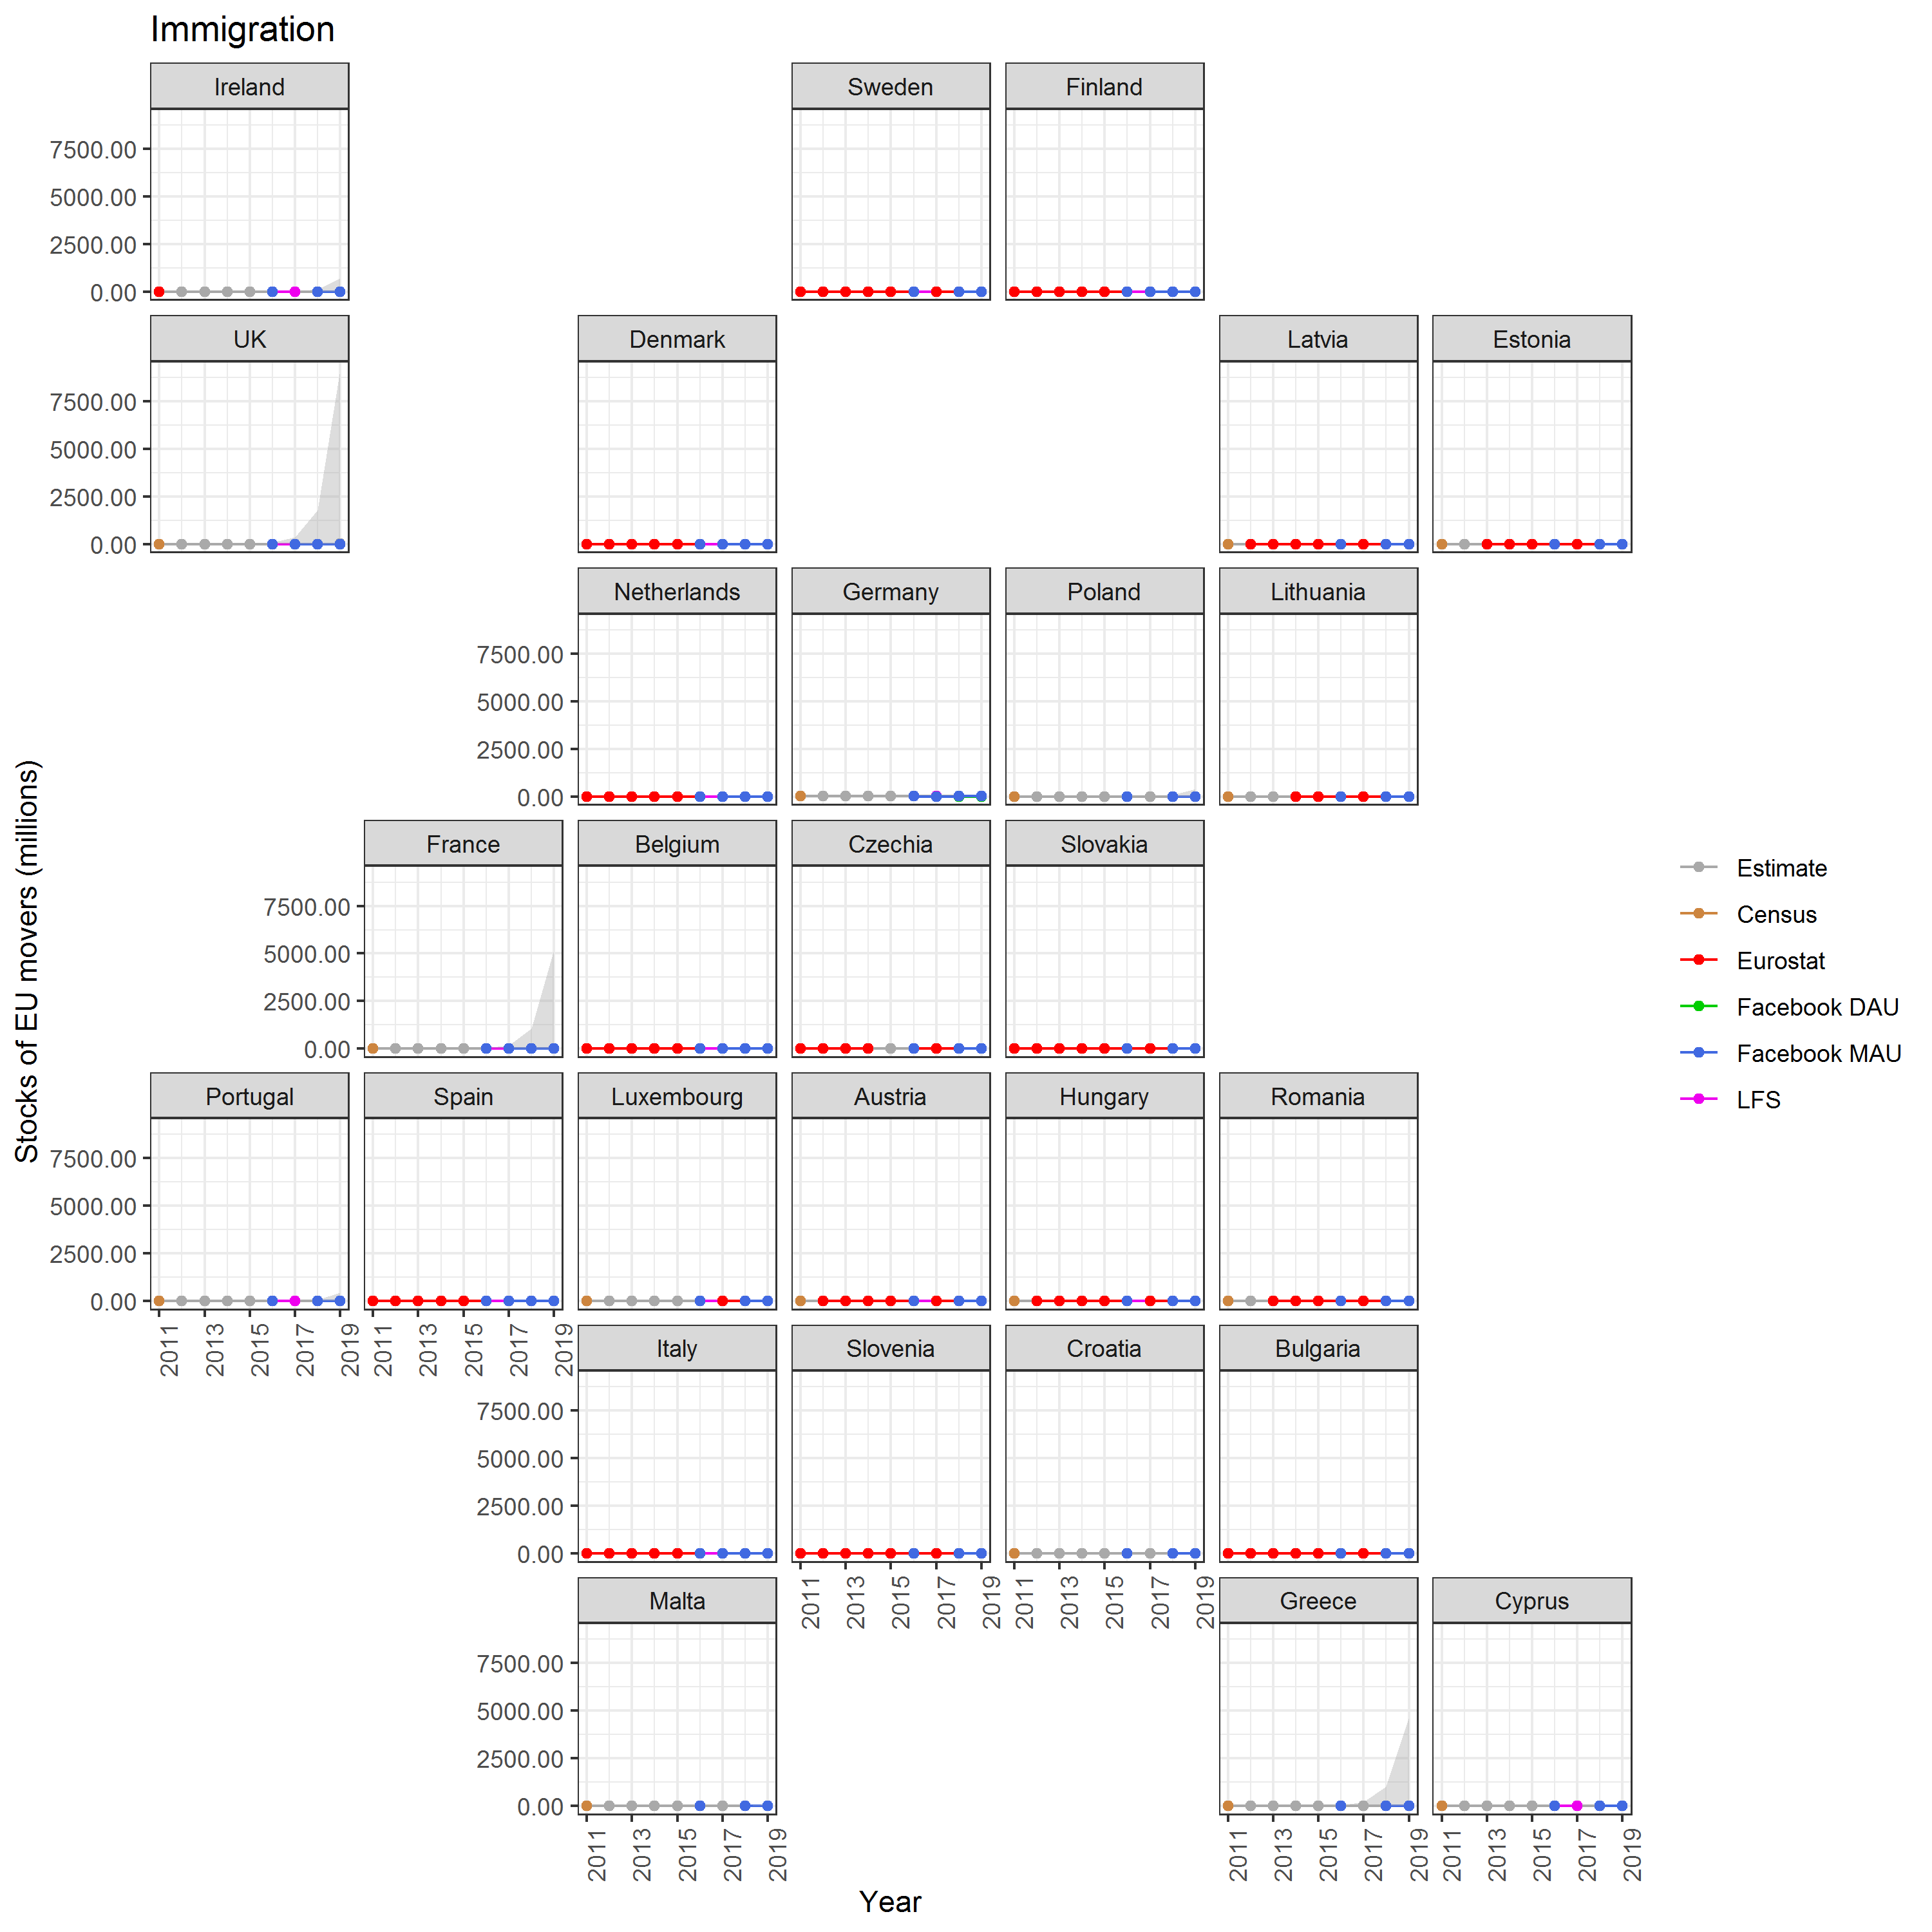 Immigration
Ireland Sweden Finland
7500.00
5000.00
2500.00
0.00
UK Denmark Latvia Estonia
7500.00
5000.00
2500.00
0.00
Netherlands Germany Poland Lithuania
7500.00
5000.00
2500.00
0.00
France Belgium Czechia Slovakia
7500.00
5000.00
2500.00
0.00
Portugal Spain Luxembourg Austria Hungary Romania
7500.00
5000.00
2500.00
0.00
2011 2013 2015 2017 2019 2011 2013 2015 2017 2019
Italy Slovenia Croatia Bulgaria
7500.00
5000.00
2500.00
0.00
2011 2013 2015 2017 2019 2011 2013 2015 2017 2019
Malta Greece Cyprus
7500.00
5000.00
2500.00
0.00
2011 2013 2015 2017 2019 2011 2013 2015 2017 2019 2011 2013 2015 2017 2019
Year
Stocks of EU movers (millions)
Estimate
Census
Eurostat
Facebook DAU
Facebook MAU
LFS